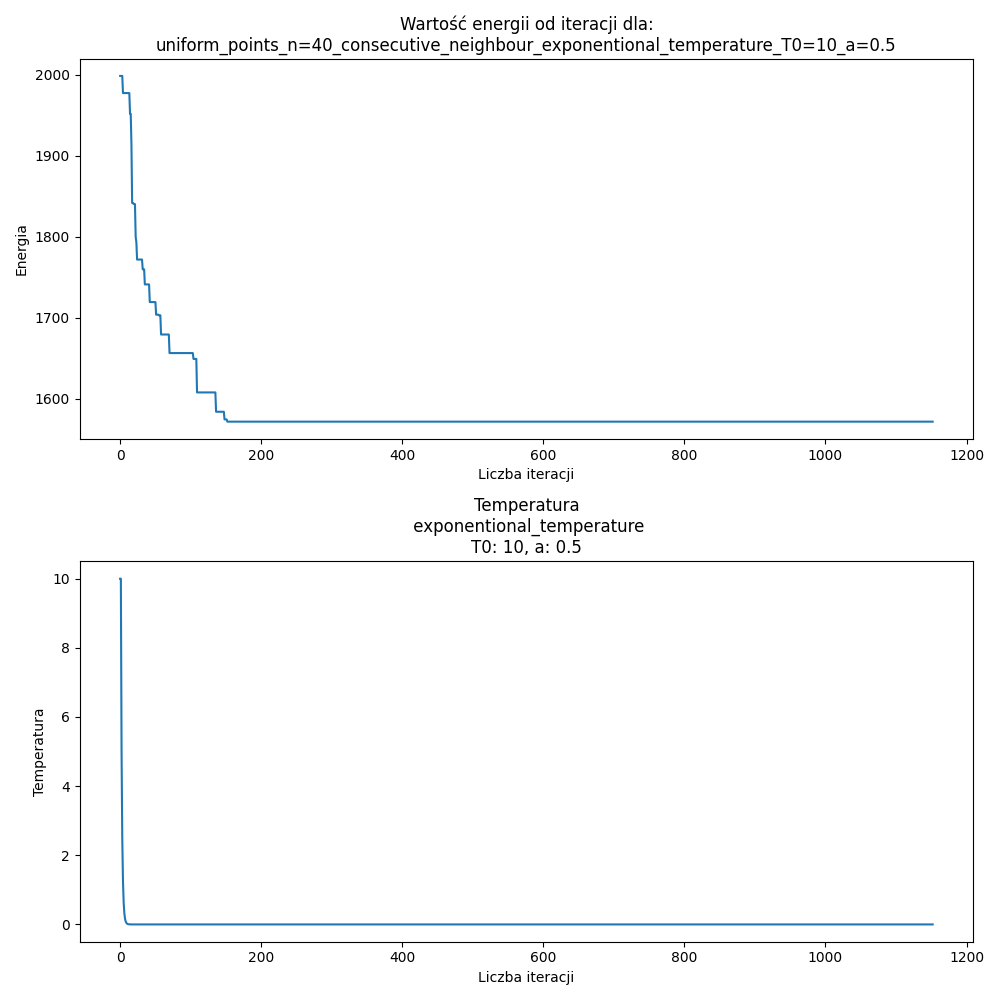 Wartość energii od iteracji dla:
uniform_points_n=40_consecutive_neighbour_exponentional_temperature_T0=10_a=0.5
2000
1900
1800
1700
1600
Energia
0 200 400 600 800 1000 1200
Liczba iteracji
Temperatura
exponentional_temperature
T0: 10, a: 0.5
10
8
6
4
2
0
Temperatura
0 200 400 600 800 1000 1200
Liczba iteracji